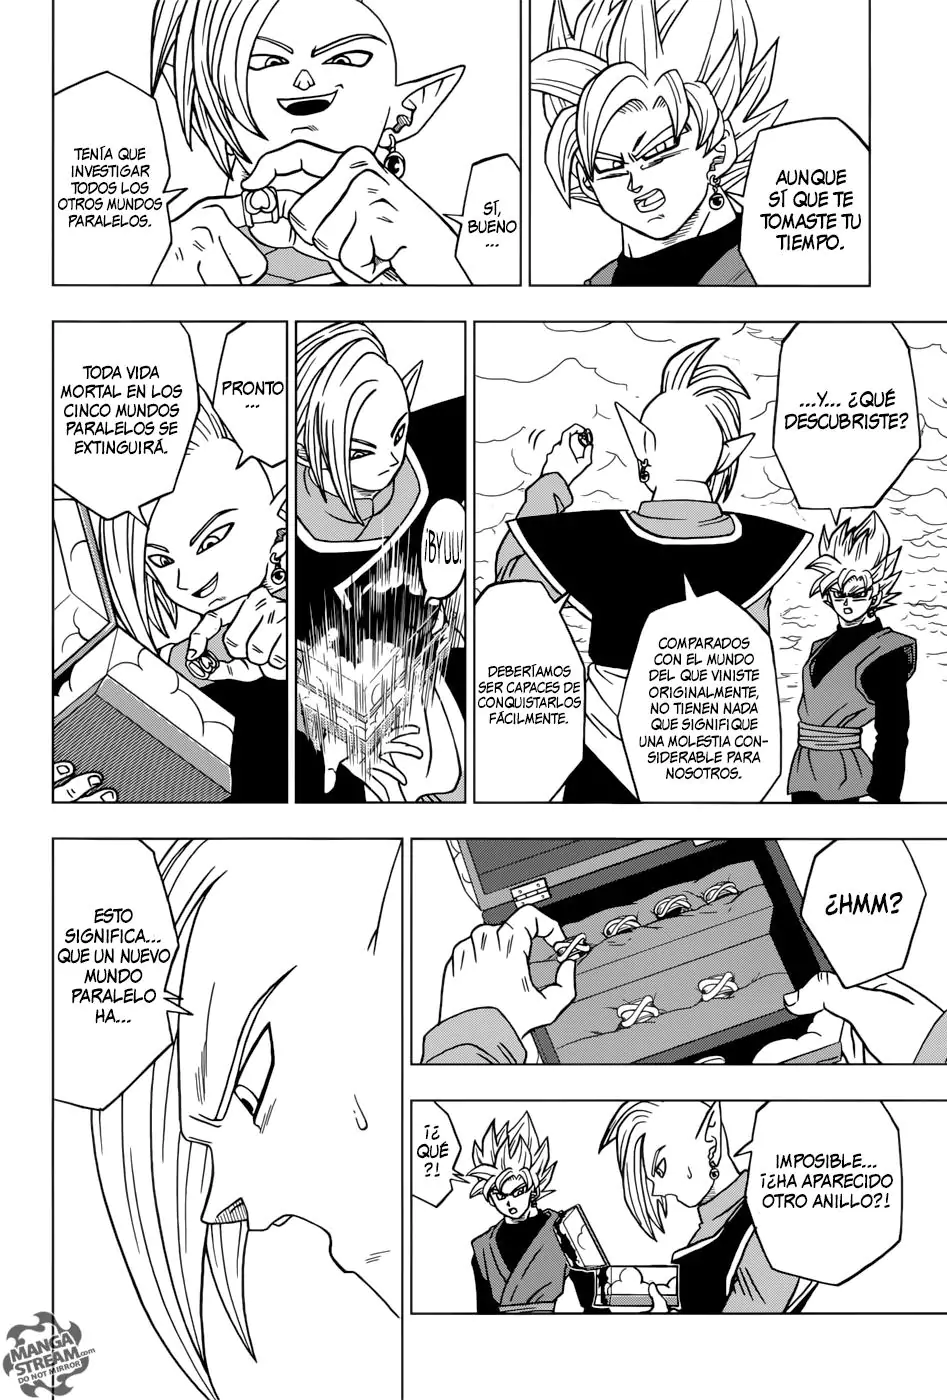 AUNQUE
SÍ QUE TE
TOMASTE TU
TIEMPO.
SÍ,
BUENO
...
TENÍA QUE
INVESTIGAR
TODOS LOS
OTROS MUNDOS
PARALELOS.
...Y... ¿QUÉ
DESCUBRISTE?
COMPARADOS
CON EL MUNDO
DEL QUE VINISTE
ORIGINALMENTE,
NO TIENEN NADA
QUE SIGNIFIQUE
UNA MOLESTIA CON-
SIDERABLE PARA
NOSOTROS.
DEBERÍAMOS
SER CAPACES DE
CONQUISTARLOS
FÁCILMENTE.
¡BYUU!
PRONTO
...
TODA VIDA
MORTAL EN LOS
CINCO MUNDOS
PARALELOS SE
EXTINGUIRÁ.
¿HMM?
IMPOSIBLE...
¡¿HA APARECIDO
OTRO ANILLO?!
¡¿
QUÉ
?!
ESTO
SIGNIFICA...
QUE UN NUEVO
MUNDO
PARALELO
HA...
MANGA
STREAM.com
DO NOT MIRROR